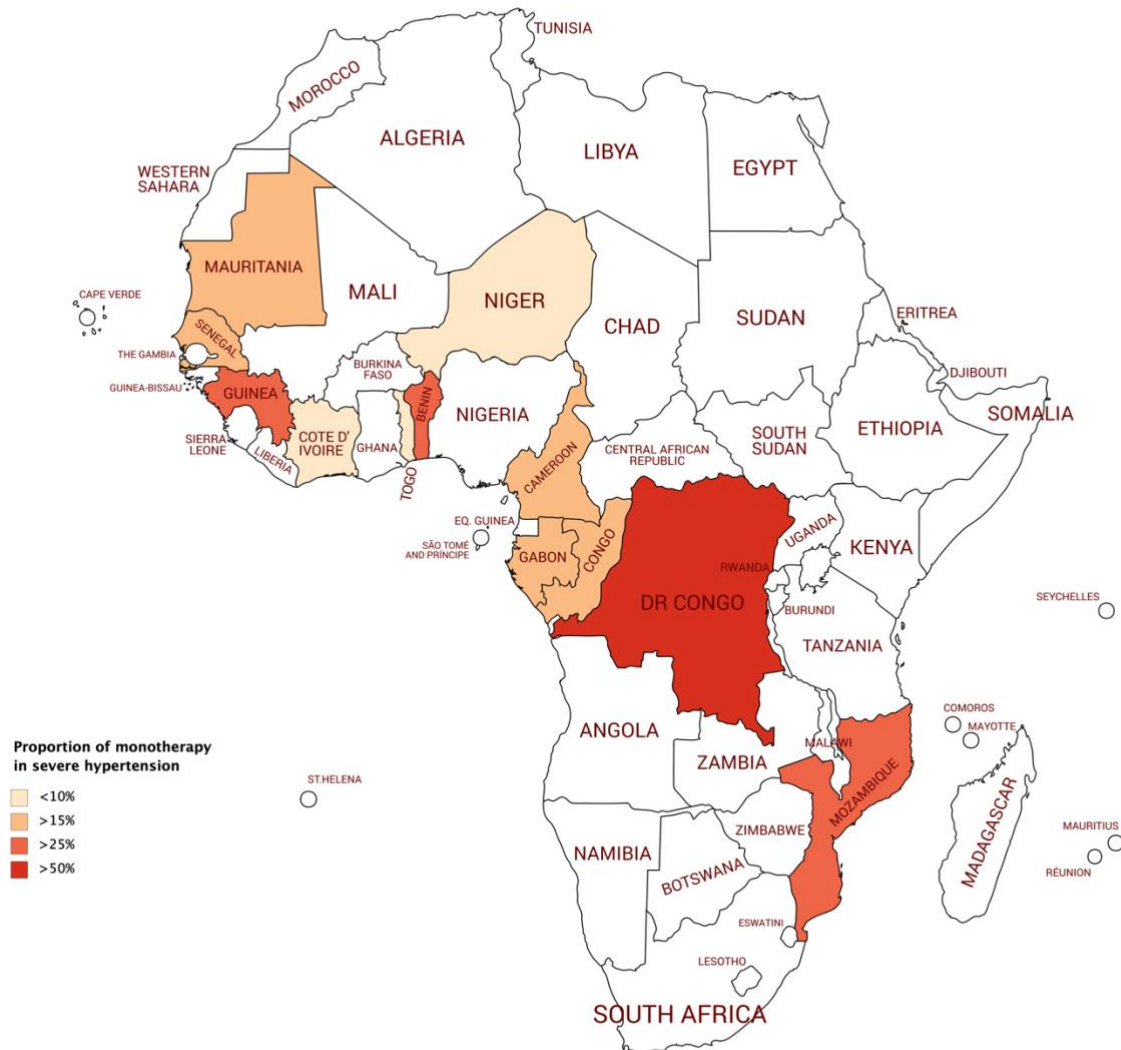 TUNISIA
MOROCCO
ALGERIA
LIBYA
EGYPT
WESTERN
SAHARA
MAURITANIA
MALI
NIGER
CHAD
SUDAN
ERITREA
CAPE VERDE
SENEGAL
THE GAMBIA
GUINEA-BISSAU
GUINEA
BURKINA
FASO
BENIN
NIGERIA
DJIBOUTI
SOMALIA
ETHIOPIA
SOUTH
SUDAN
SIERRA
LEONE
LIBERIA
COTE D'
IVOIRE
GHANA
TOGO
CAMEROON
CENTRAL AFRICAN
REPUBLIC
EQ. GUINEA
SÃO TOMÉ
AND PRÍNCIPE
GABON
CONGO
UGANDA
KENYA
RWANDA
DR CONGO
BURUNDI
SEYCHELLES
TANZANIA
ANGOLA
COMOROS
MAYOTTE
MALAWI
ZAMBIA
Proportion of monotherapy
in severe hypertension
<10%
>15%
>25%
>50%
ST.HELENA
MOZAMBIQUE
ZIMBABWE
MADAGASCAR
MAURITIUS
RÉUNION
NAMIBIA
BOTSWANA
ESWATINI
LESOTHO
SOUTH AFRICA